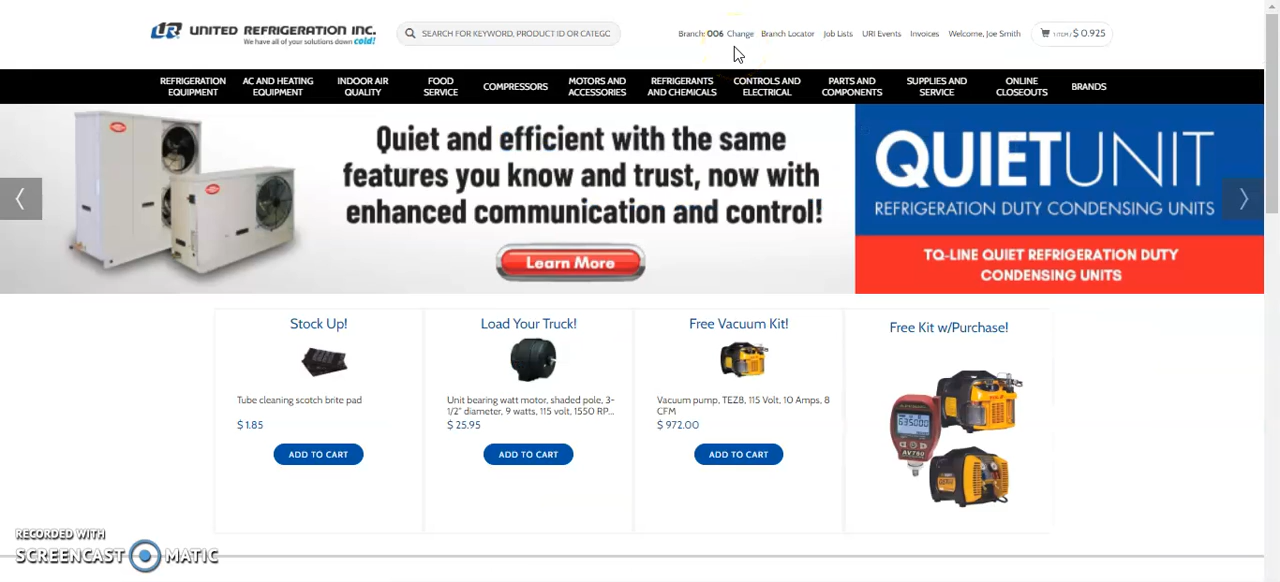 UNITED REFRIGERATION INC.
We have all of your solutions down cold!
SEARCH FOR KEYWORD, PRODUCT ID OR CATEGC
Branch: 006 Change Branch Locator Job Lists URI Events Invoices Welcome, Joe Smith 1 ITEM / $ 0.925
REFRIGERATION EQUIPMENT
AC AND HEATING EQUIPMENT
INDOOR AIR QUALITY
FOOD SERVICE
COMPRESSORS
MOTORS AND ACCESSORIES
REFRIGERANTS AND CHEMICALS
CONTROLS AND ELECTRICAL
PARTS AND COMPONENTS
SUPPLIES AND SERVICE
ONLINE CLOSEOUTS
BRANDS
Quiet and efficient with the same
features you know and trust, now with
enhanced communication and control!
Learn More
QUIETUNIT
REFRIGERATION DUTY CONDENSING UNITS
TQ-LINE QUIET REFRIGERATION DUTY
CONDENSING UNITS
Stock Up!
Tube cleaning scotch brite pad
$ 1.85
ADD TO CART
Load Your Truck!
Unit bearing watt motor, shaded pole, 3-
1/2" diameter, 9 watts, 115 volt, 1550 RP...
$ 25.95
ADD TO CART
Free Vacuum Kit!
Vacuum pump, TEZ8, 115 Volt, 10 Amps, 8
CFM
$ 972.00
ADD TO CART
Free Kit w/Purchase!
RECORDED WITH
SCREENCAST MATIC